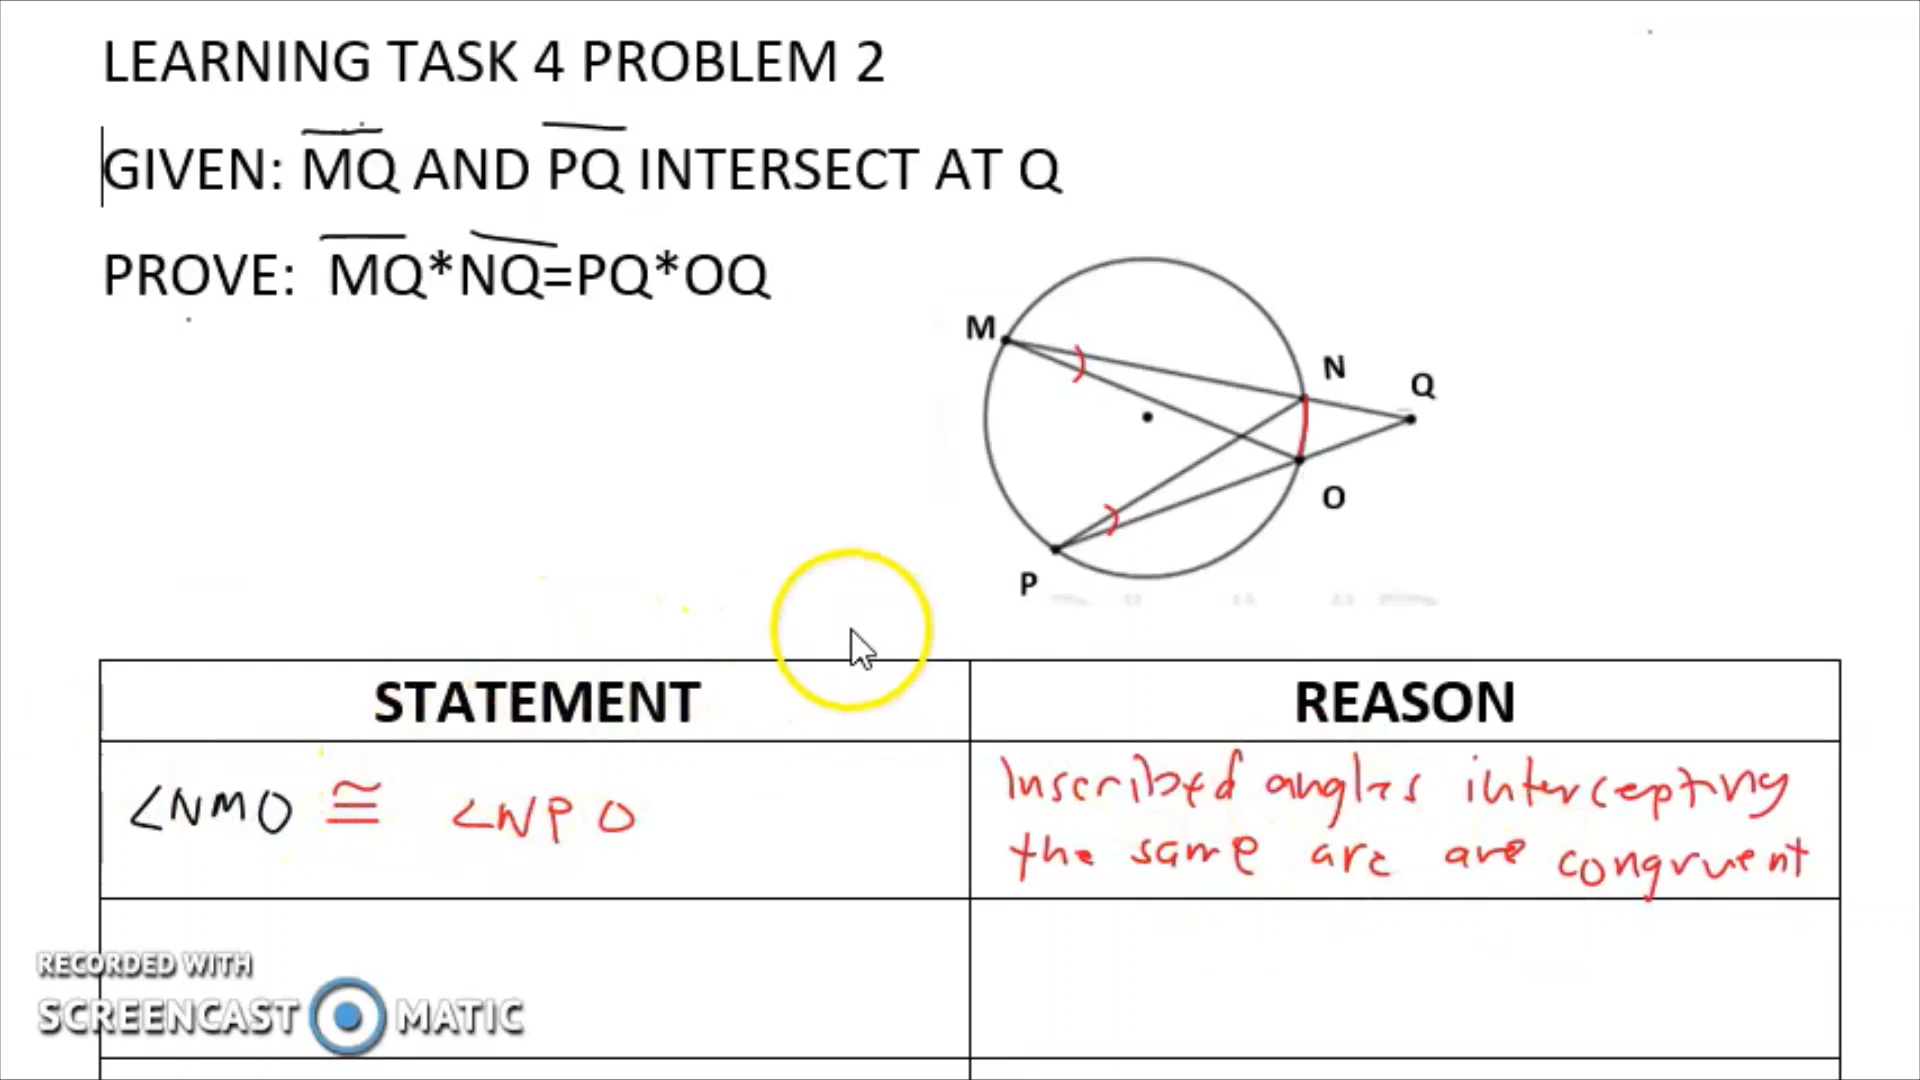 LEARNING TASK 4 PROBLEM 2
GIVEN: MQ AND PQ INTERSECT AT Q
PROVE: MQ*NQ=PQ*OQ
M
N
Q
O
P
STATEMENT
REASON
∠NMO ≅ ∠NPO
Inscribed angles intercepting
the same arc are congruent
RECORDED WITH
SCREENCAST MATIC